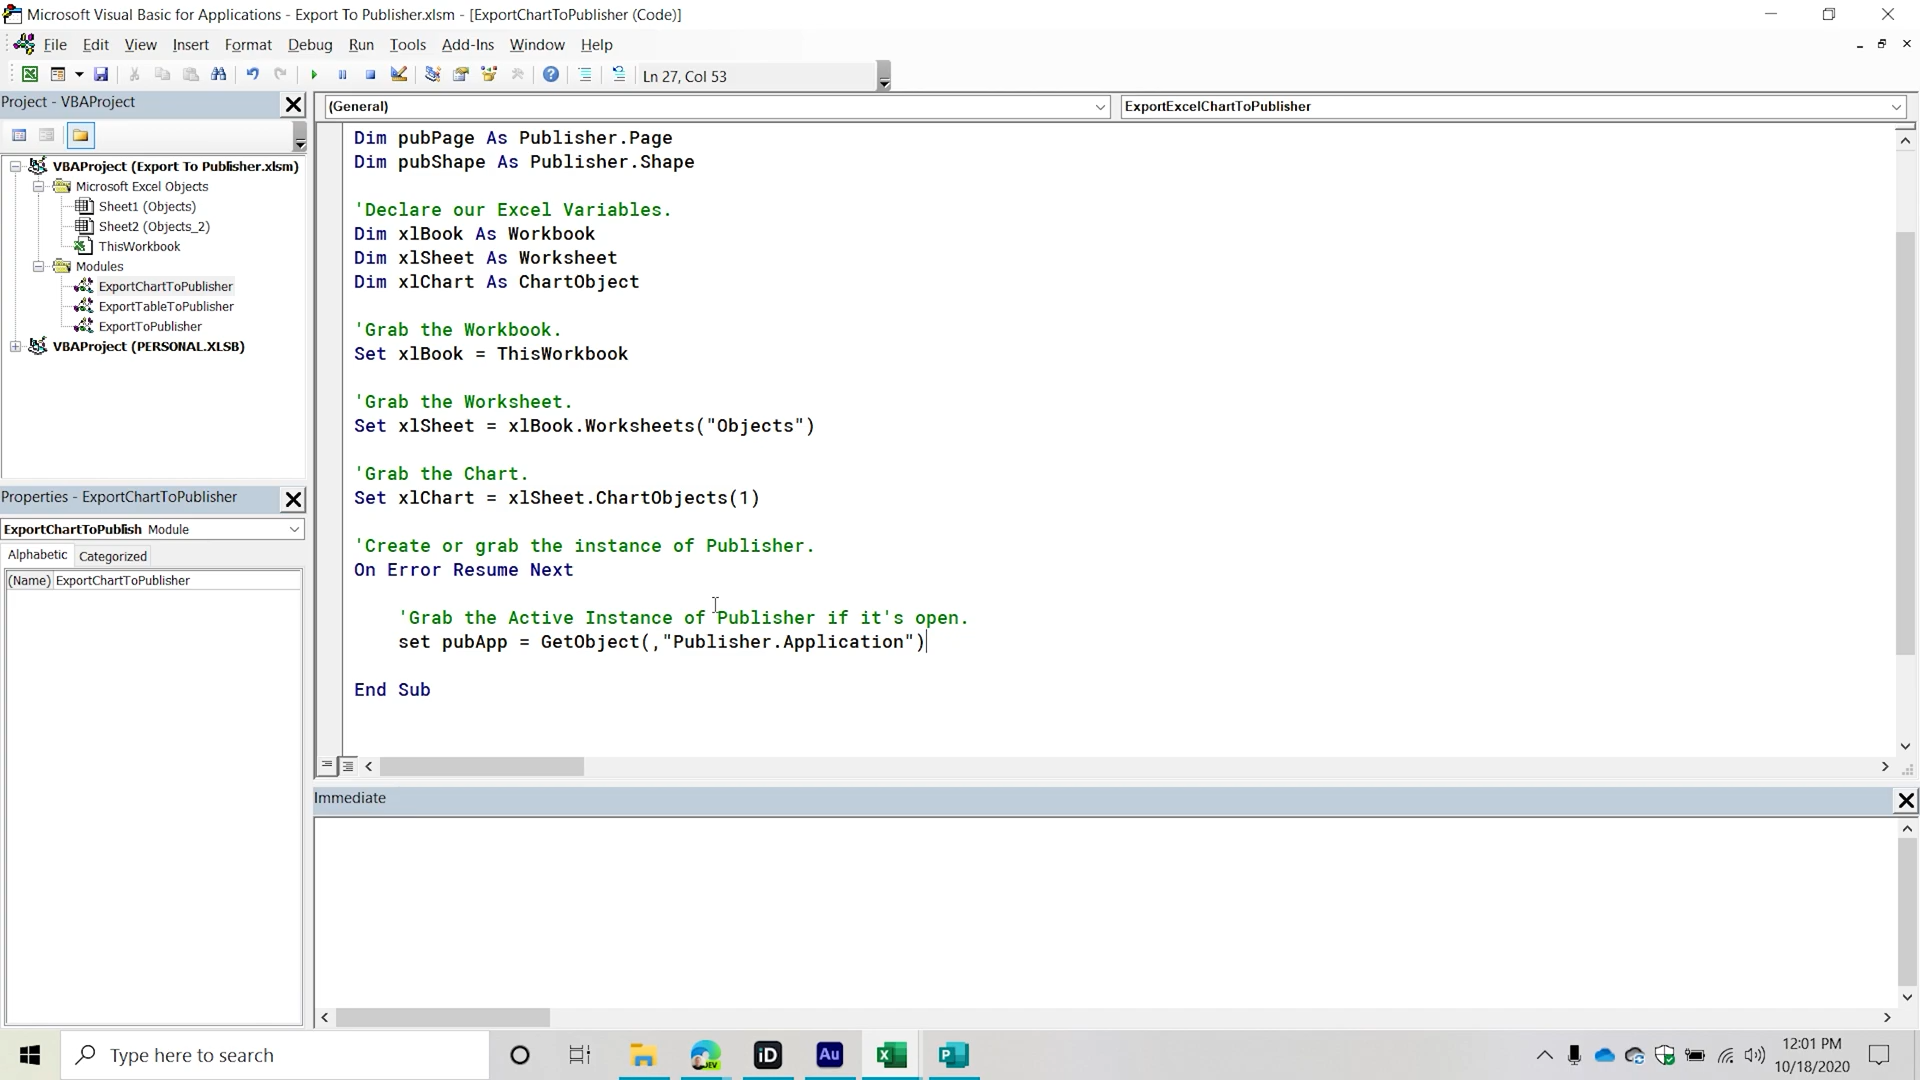 Microsoft Visual Basic for Applications - Export To Publisher.xlsm - [ExportChartToPublisher (Code)]
File Edit View Insert Format Debug Run Tools Add-Ins Window Help
Ln 27, Col 53
Project - VBAProject
(General)
ExportExcelChartToPublisher
VBAProject (Export To Publisher.xlsm)
Microsoft Excel Objects
Sheet1 (Objects)
Sheet2 (Objects_2)
ThisWorkbook
Modules
ExportChartToPublisher
ExportTableToPublisher
ExportToPublisher
VBAProject (PERSONAL.XLSB)
Properties - ExportChartToPublisher
ExportChartToPublish Module
Alphabetic Categorized
(Name) ExportChartToPublisher
Dim pubPage As Publisher.Page
Dim pubShape As Publisher.Shape
'Declare our Excel Variables.
Dim xlBook As Workbook
Dim xlSheet As Worksheet
Dim xlChart As ChartObject
'Grab the Workbook.
Set xlBook = ThisWorkbook
'Grab the Worksheet.
Set xlSheet = xlBook.Worksheets("Objects")
'Grab the Chart.
Set xlChart = xlSheet.ChartObjects(1)
'Create or grab the instance of Publisher.
On Error Resume Next
'Grab the Active Instance of Publisher if it's open.
set pubApp = GetObject(,"Publisher.Application")
End Sub
Immediate
Type here to search
DEV
iD
Au
12:01 PM
10/18/2020